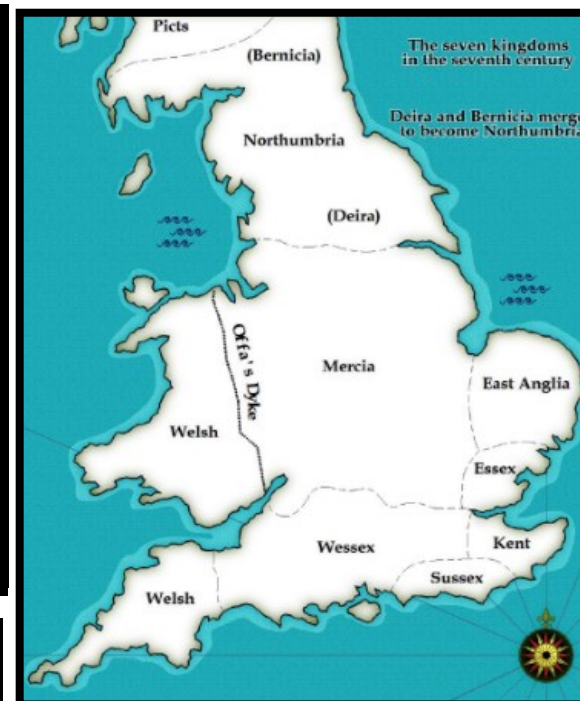 Picts
(Bernicia)
The seven kingdoms
in the seventh century
Deira and Bernicia merge
to become Northumbria
Northumbria
(Deira)
Offa's Dyke
Mercia
East Anglia
Welsh
Essex
Wessex
Kent
Sussex
Welsh